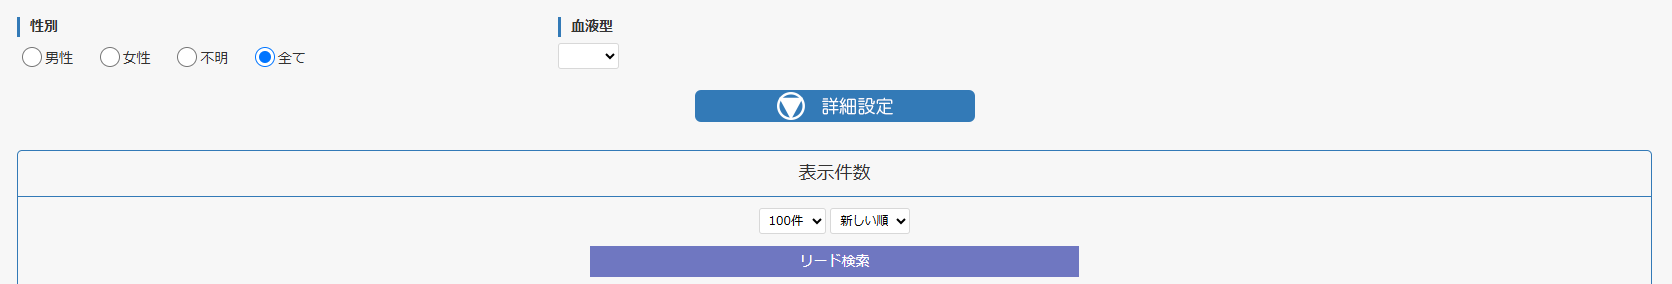 性別 血液型
男性 女性 不明 全て
詳細設定
表示件数
100件 新しい順
リード検索